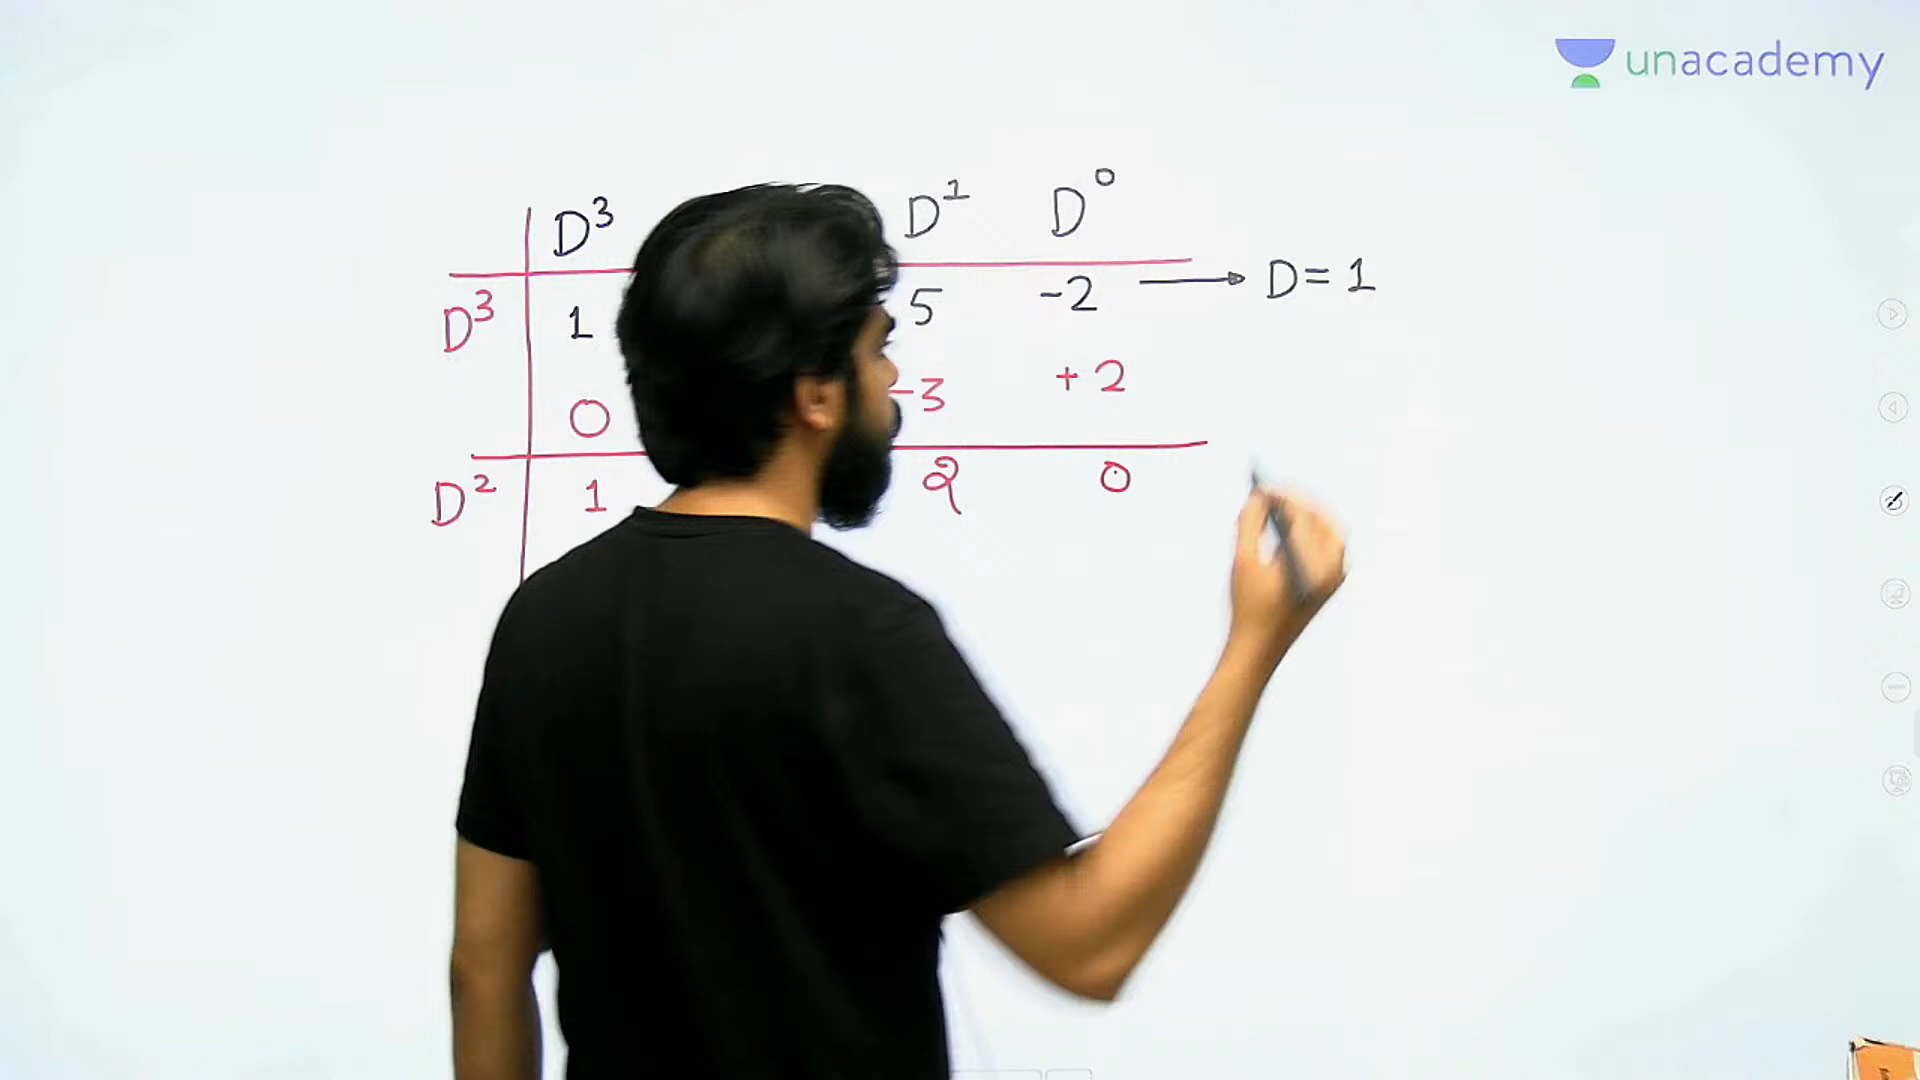 unacademy
D³ D¹ D⁰
D³ 1 5 -2 → D = 1
0 -3 + 2
D² 1 2 0